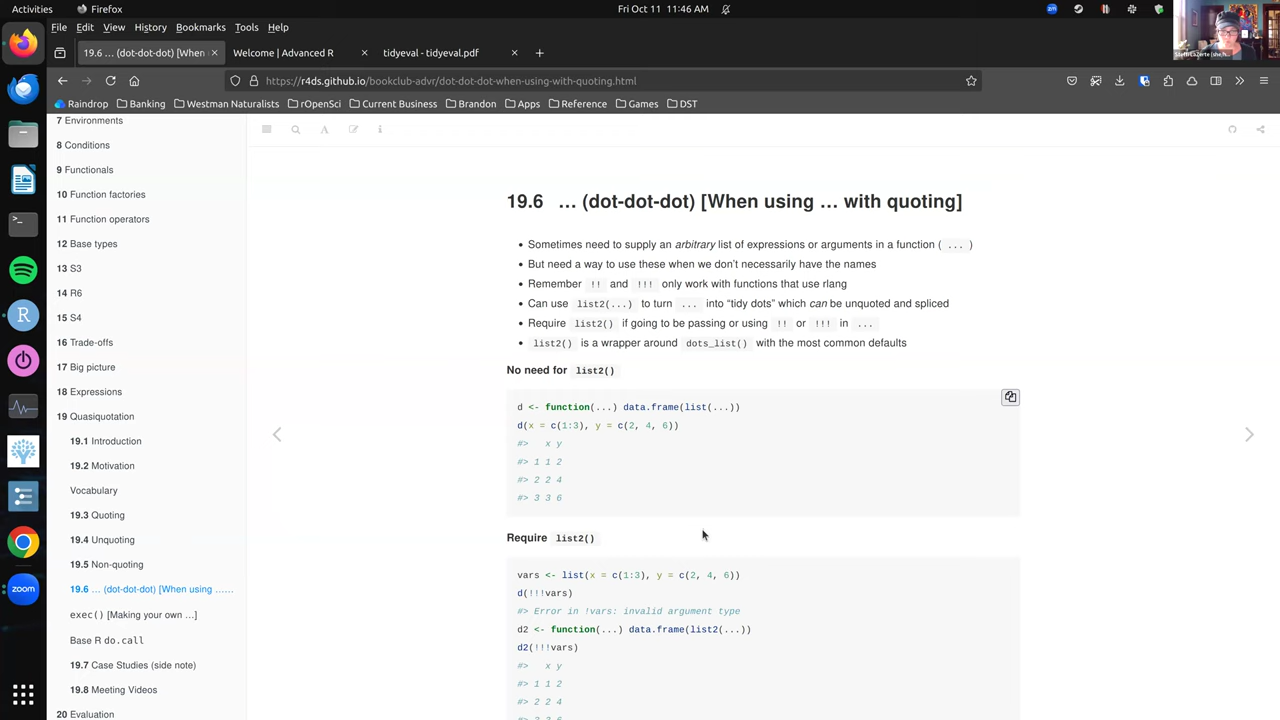 Activities
Firefox
Fri Oct 11 11:46 AM
zm
File Edit View History Bookmarks Tools Help
19.6 … (dot-dot-dot) [When
Welcome | Advanced R
tidyeval - tidyeval.pdf
https://r4ds.github.io/bookclub-advr/dot-dot-dot-when-using-with-quoting.html
Raindrop Banking Westman Naturalists rOpenSci Current Business Brandon Apps Reference Games DST
7 Environments
8 Conditions
9 Functionals
10 Function factories
11 Function operators
12 Base types
13 S3
14 R6
15 S4
16 Trade-offs
17 Big picture
18 Expressions
19 Quasiquotation
19.1 Introduction
19.2 Motivation
Vocabulary
19.3 Quoting
19.4 Unquoting
19.5 Non-quoting
19.6 … (dot-dot-dot) [When using ……
exec() [Making your own …]
Base R do.call
19.7 Case Studies (side note)
19.8 Meeting Videos
20 Evaluation
zoom
19.6 … (dot-dot-dot) [When using … with quoting]
• Sometimes need to supply an arbitrary list of expressions or arguments in a function ( ... )
• But need a way to use these when we don’t necessarily have the names
• Remember !! and !!! only work with functions that use rlang
• Can use list2(...) to turn ... into “tidy dots” which can be unquoted and spliced
• Require list2() if going to be passing or using !! or !!! in ...
• list2() is a wrapper around dots_list() with the most common defaults
No need for list2()
d <- function(...) data.frame(list(...))
d(x = c(1:3), y = c(2, 4, 6))
#>   x y
#> 1 1 2
#> 2 2 4
#> 3 3 6
Require list2()
vars <- list(x = c(1:3), y = c(2, 4, 6))
d(!!!vars)
#> Error in !vars: invalid argument type
d2 <- function(...) data.frame(list2(...))
d2(!!!vars)
#>   x y
#> 1 1 2
#> 2 2 4
#> 3 3 6